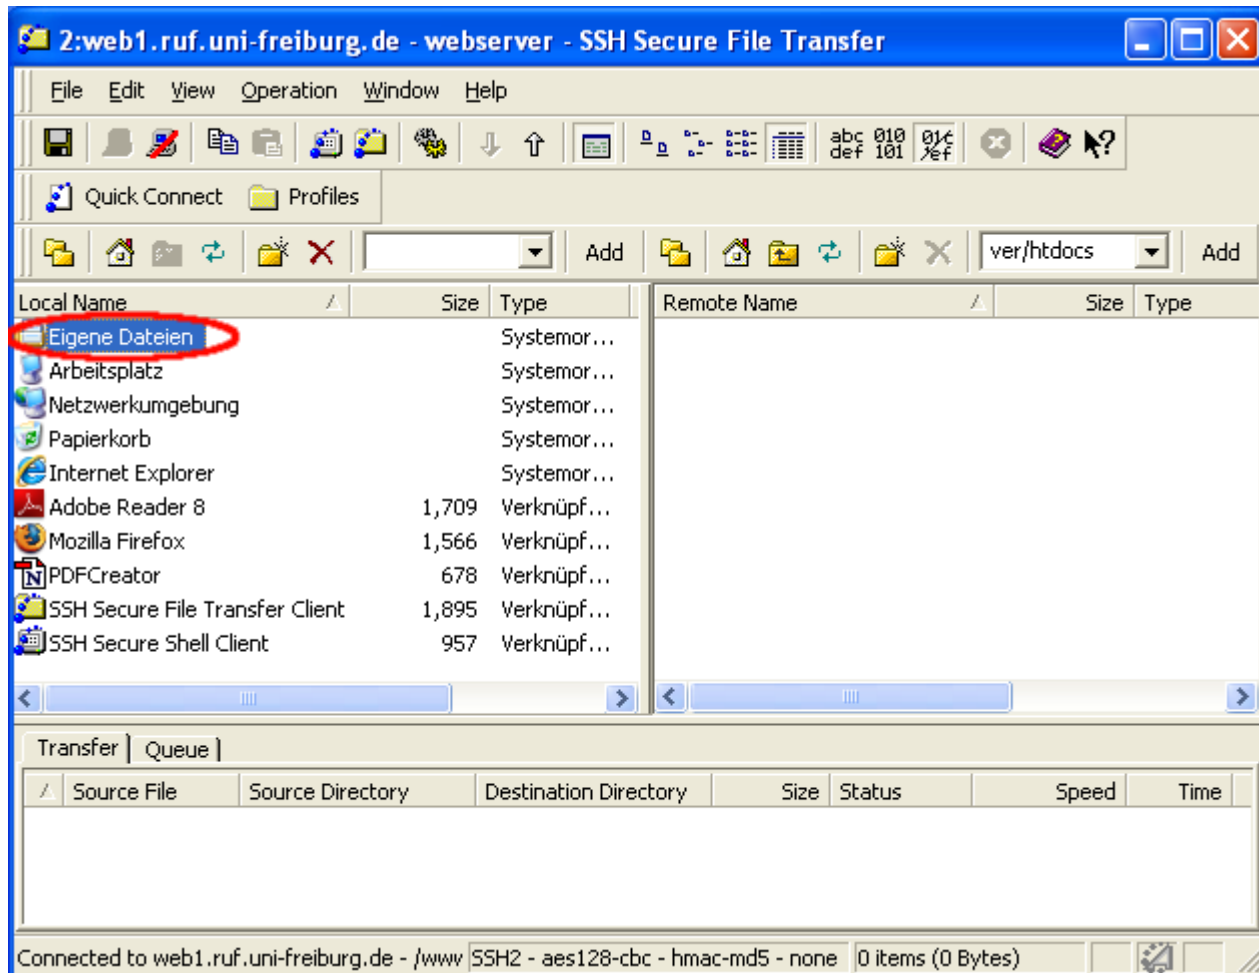 2:web1.ruf.uni-freiburg.de - webserver - SSH Secure File Transfer
File Edit View Operation Window Help
abc def 010 101
Quick Connect Profiles
Add ver/htdocs Add
Local Name Size Type Remote Name Size Type
Eigene Dateien Systemor...
Arbeitsplatz Systemor...
Netzwerkumgebung Systemor...
Papierkorb Systemor...
Internet Explorer Systemor...
Adobe Reader 8 1,709 Verknüpf...
Mozilla Firefox 1,566 Verknüpf...
PDFCreator 678 Verknüpf...
SSH Secure File Transfer Client 1,895 Verknüpf...
SSH Secure Shell Client 957 Verknüpf...
Transfer Queue
Source File Source Directory Destination Directory Size Status Speed Time
Connected to web1.ruf.uni-freiburg.de - /www SSH2 - aes128-cbc - hmac-md5 - none 0 items (0 Bytes)